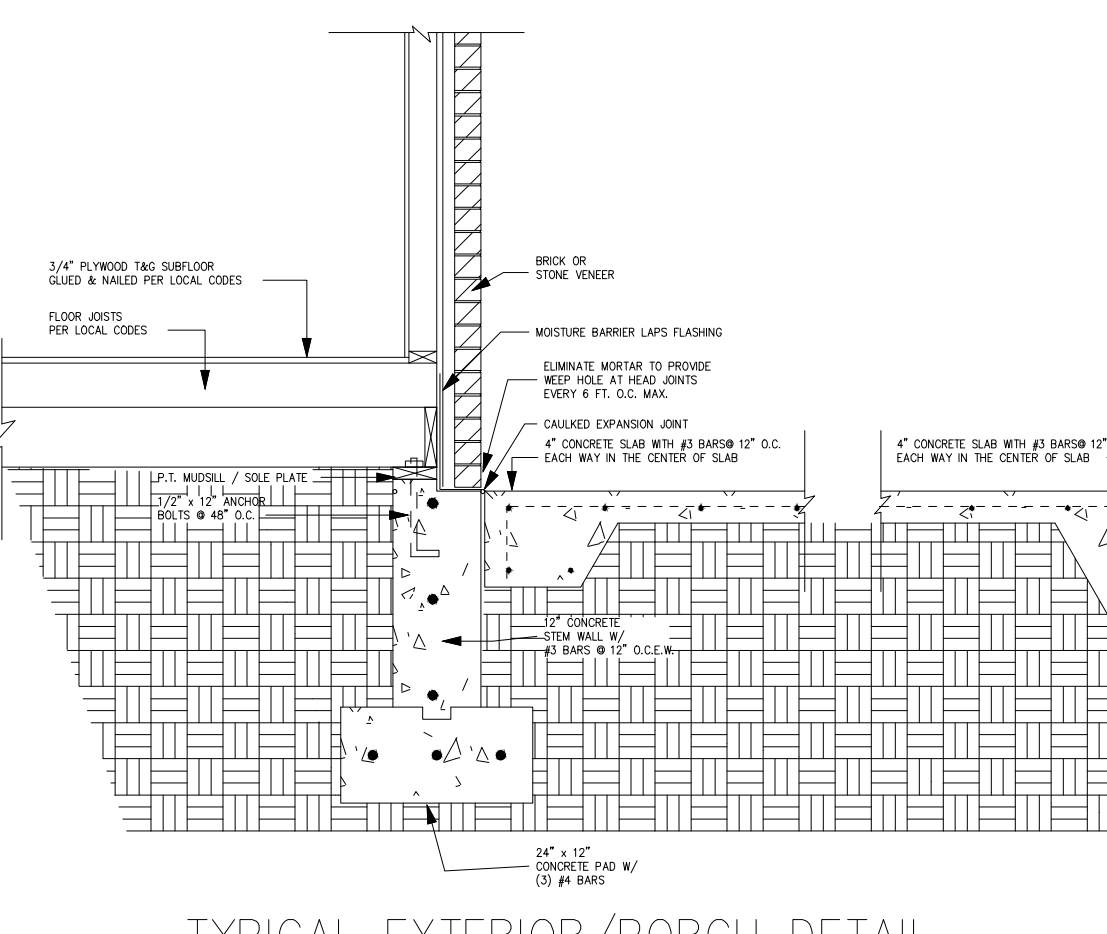 3/4" PLYWOOD T&G SUBFLOOR
GLUED & NAILED PER LOCAL CODES
FLOOR JOISTS
PER LOCAL CODES
BRICK OR
STONE VENEER
MOISTURE BARRIER LAPS FLASHING
ELIMINATE MORTAR TO PROVIDE
WEEP HOLE AT HEAD JOINTS
EVERY 6 FT. O.C. MAX.
CAULKED EXPANSION JOINT
4" CONCRETE SLAB WITH #3 BARS@ 12" O.C.
EACH WAY IN THE CENTER OF SLAB
4" CONCRETE SLAB WITH #3 BARS@ 12"
EACH WAY IN THE CENTER OF SLAB
P.T. MUDSILL / SOLE PLATE
1/2" x 12" ANCHOR
BOLTS @ 48" O.C.
12" CONCRETE
STEM WALL W/
#3 BARS @ 12" O.C.E.W.
24" x 12"
CONCRETE PAD W/
(3) #4 BARS
TYPICAL EXTERIOR/PORCH DETAIL